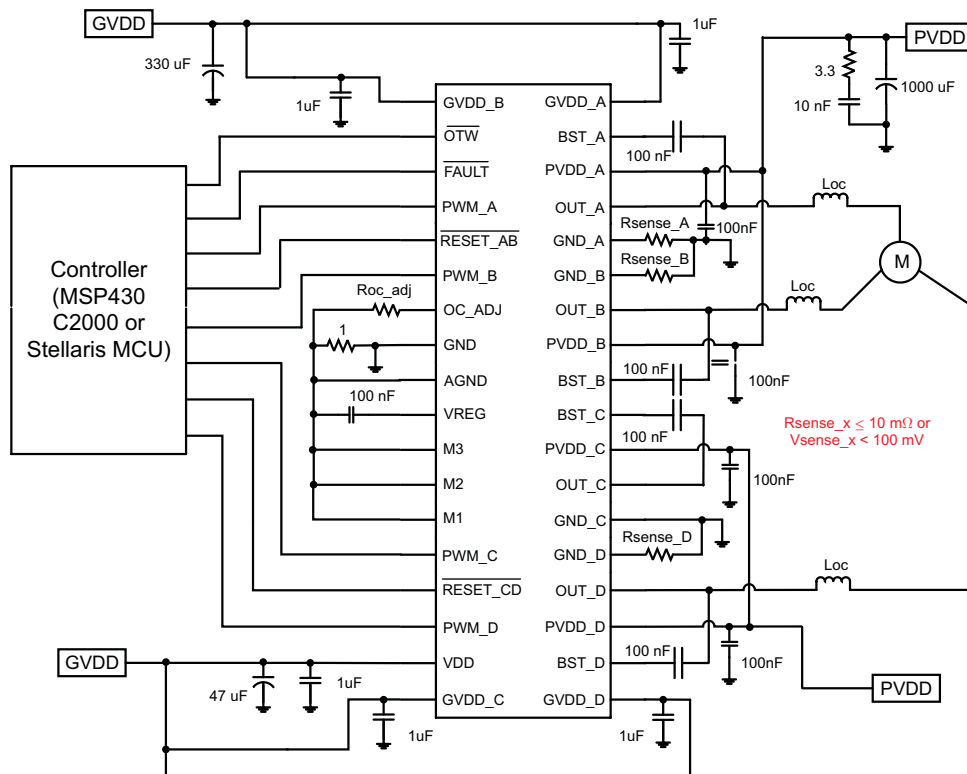 GVDD
1uF
PVDD
330 uF
3.3
1000 uF
1uF
10 nF
GVDD_B
GVDD_A
OTW
BST_A
100 nF
FAULT
PVDD_A
Loc
PWM_A
OUT_A
Rsense_A
100nF
RESET_AB
GND_A
Controller
(MSP430
C2000 or
Stellaris MCU)
Rsense_B
M
PWM_B
GND_B
Roc_adj
Loc
OC_ADJ
OUT_B
1
GND
PVDD_B
100 nF
100nF
AGND
BST_B
100 nF
VREG
BST_C
Rsense_x ≤ 10 mΩ or
Vsense_x < 100 mV
100 nF
M3
PVDD_C
100nF
M2
OUT_C
M1
GND_C
Rsense_D
PWM_C
GND_D
Loc
RESET_CD
OUT_D
PWM_D
PVDD_D
100 nF
100nF
GVDD
VDD
BST_D
47 uF
1uF
PVDD
GVDD_C
GVDD_D
1uF
1uF